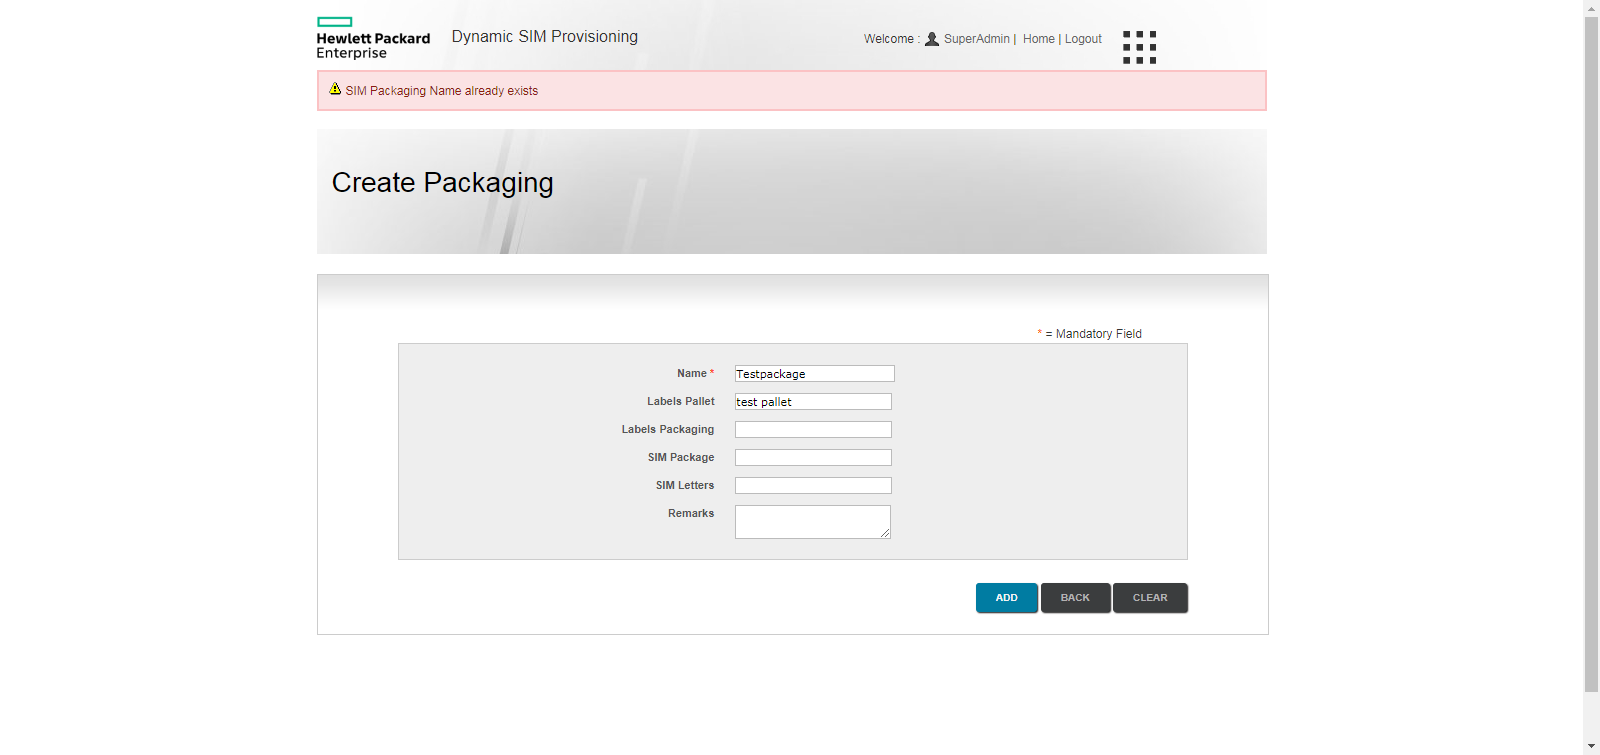 Hewlett Packard
Enterprise
Dynamic SIM Provisioning
Welcome : SuperAdmin | Home | Logout
SIM Packaging Name already exists
Create Packaging
* = Mandatory Field
Name * Testpackage
Labels Pallet test pallet
Labels Packaging
SIM Package
SIM Letters
Remarks
ADD BACK CLEAR